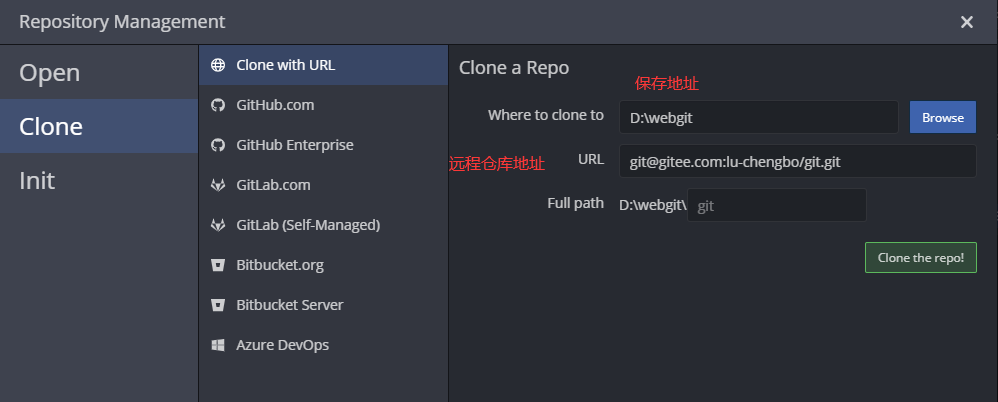 Repository Management
Open
Clone
Init
Clone with URL
GitHub.com
GitHub Enterprise
GitLab.com
GitLab (Self-Managed)
Bitbucket.org
Bitbucket Server
Azure DevOps
Clone a Repo
保存地址
Where to clone to D:\webgit Browse
远程仓库地址 URL git@gitee.com:lu-chengbo/git.git
Full path D:\webgit\ git
Clone the repo!